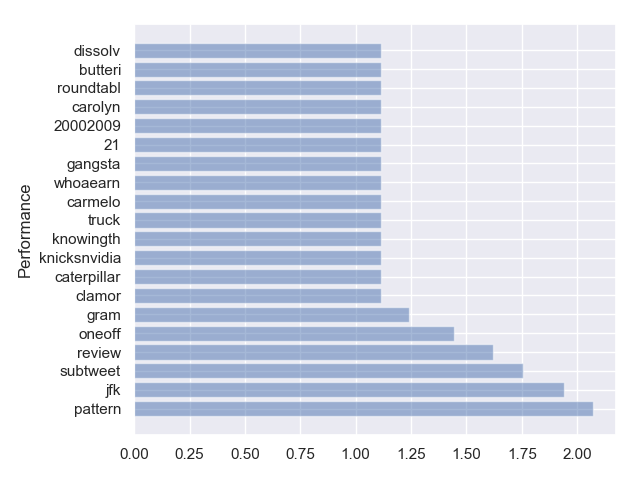 dissolv
butteri
roundtabl
carolyn
20002009
21
gangsta
whoaearn
carmelo
truck
knowingth
knicksnvidia
caterpillar
clamor
gram
oneoff
review
subtweet
jfk
pattern
Performance
0.00 0.25 0.50 0.75 1.00 1.25 1.50 1.75 2.00